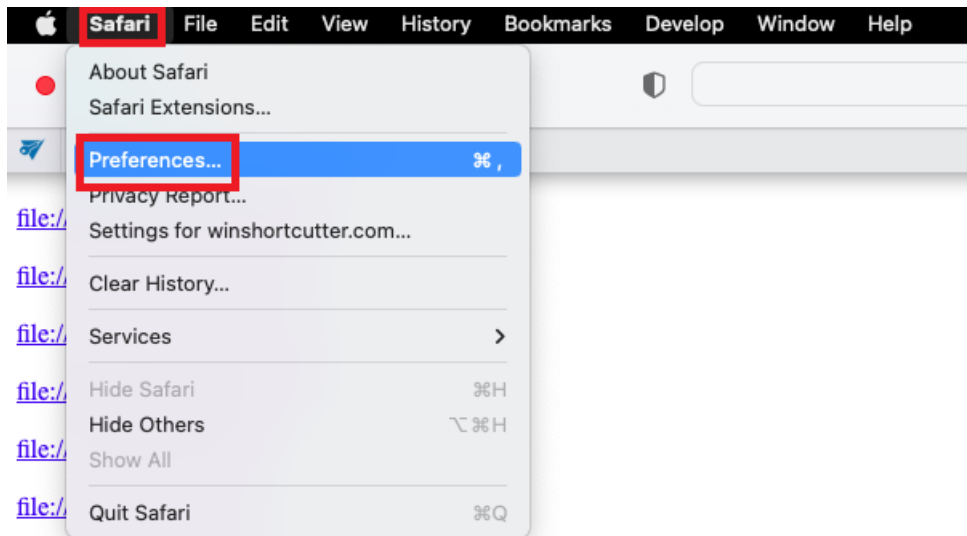 Safari File Edit View History Bookmarks Develop Window Help
About Safari
Safari Extensions...
Preferences... ⌘ ,
Privacy Report...
file://
Settings for winshortcutter.com...
file://
Clear History...
file://
Services
file://
Hide Safari ⌘H
Hide Others ⌥⌘H
file://
Show All
file://
Quit Safari ⌘Q